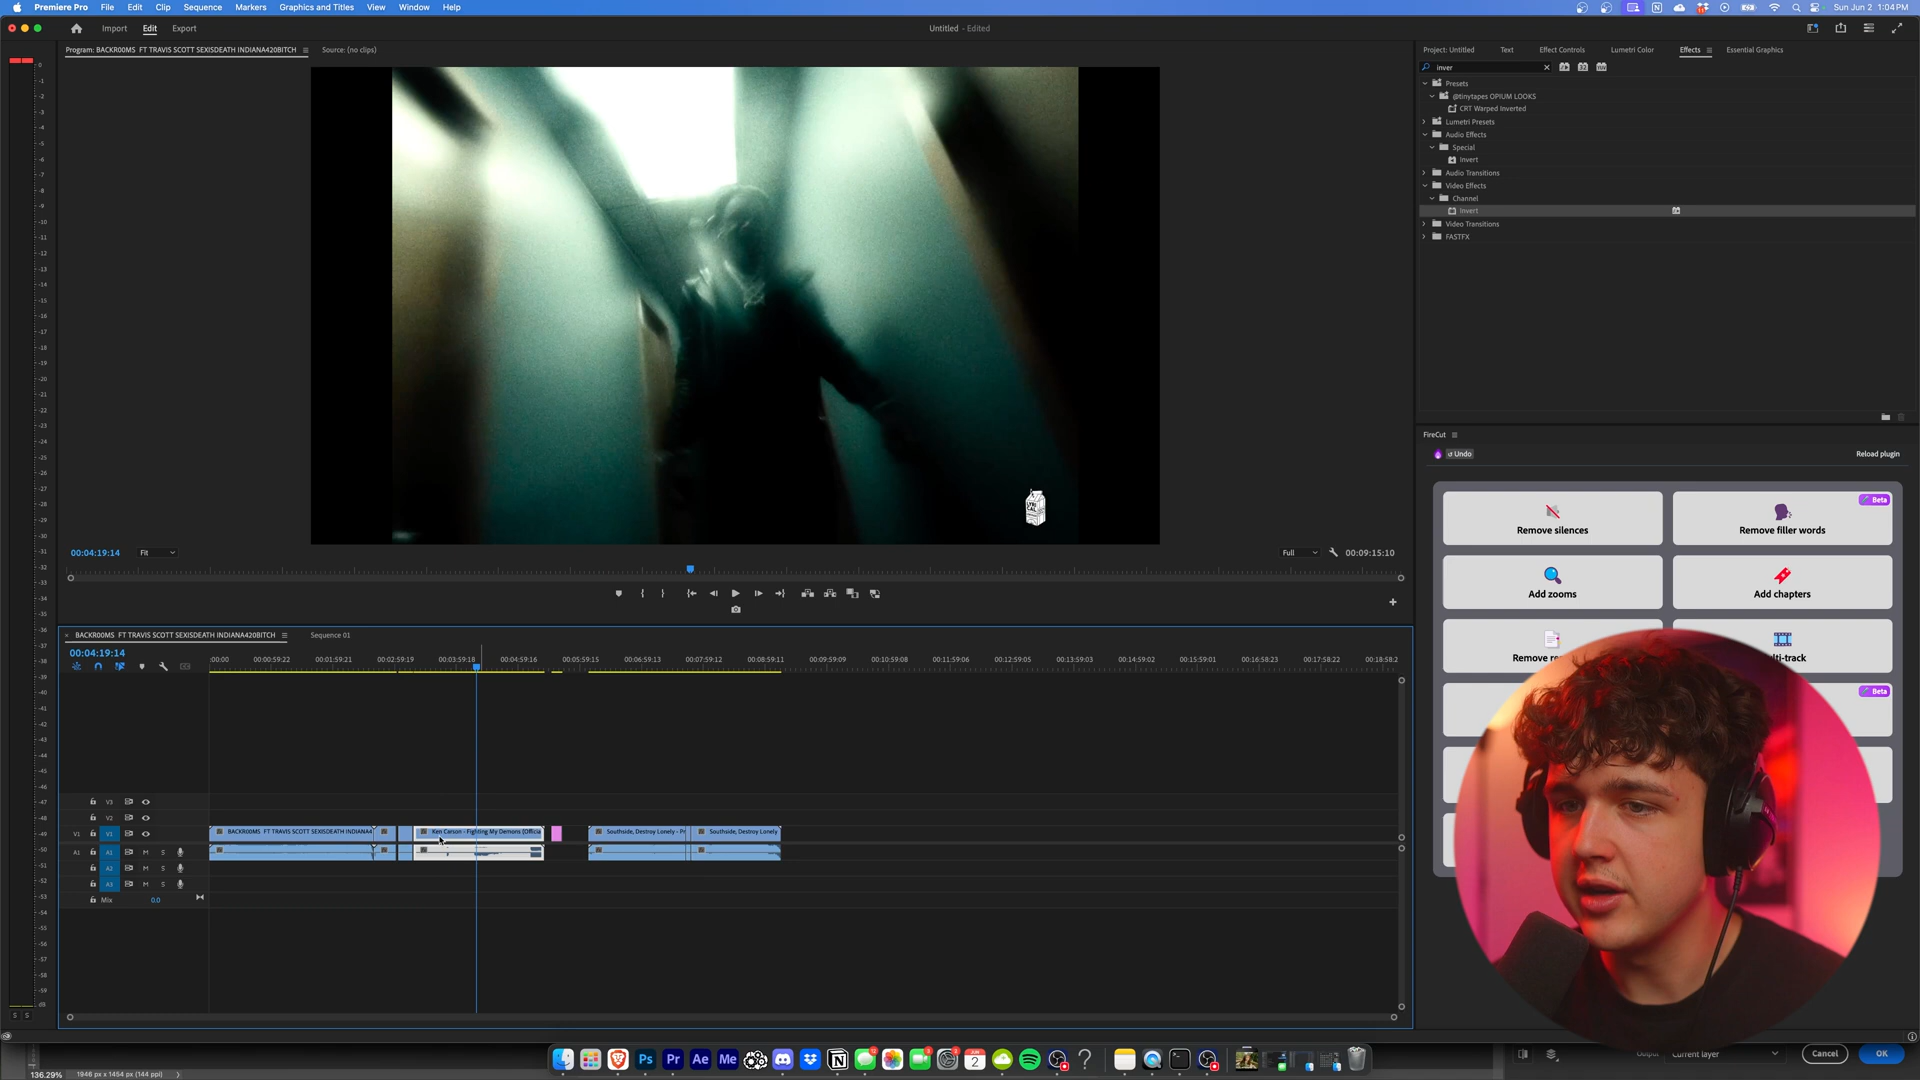 Premiere Pro File Edit Clip Sequence Markers Graphics and Titles View Window Help
Sun Jun 2 1:04PM
Import Edit Export
Untitled - Edited
Program: BACKR00MS FT TRAVIS SCOTT SEXISDEATH INDIANA420BITCH
Source: (no clips)
Project: Untitled Text Effect Controls Lumetri Color Effects Essential Graphics
inver
Presets
@tinytapes OPIUM LOOKS
CRT Warped Inverted
Lumetri Presets
Audio Effects
Special
Invert
Audio Transitions
Video Effects
Channel
Invert
Video Transitions
FASTFX
FireCut
Undo
Reload plugin
Remove silences
Beta
Remove filler words
Add zooms
Add chapters
Beta
00:04:19:14
Fit
Full
00:09:15:10
BACKR00MS FT TRAVIS SCOTT SEXISDEATH INDIANA420BITCH
Sequence 01
00:04:19:14
:00:00 00:00:59:22 00:01:59:21 00:02:59:19 00:03:59:18 00:04:59:16 00:05:59:15 00:06:59:13 00:07:59:12 00:08:59:11 00:09:59:09 00:10:59:08 00:11:59:06 00:12:59:05 00:13:59:03 00:14:59:02 00:15:59:01 00:16:58:23 00:17:58:22 00:18:58:2
V3
V2
V1 V1
BACKR00MS FT TRAVIS SCOTT SEXISDEATH INDIANA4
Ken Carson - Fighting My Demons (Officia
Southside, Destroy Lonely - Pr
Southside, Destroy Lonely
A1 A1 M S
A2 M S
A3 M S
Mix 0.0
S S
Ps Pr Ae Me
JUN 2
Current layer
Cancel
OK
136.29% 1946 px x 1454 px (144 ppi)